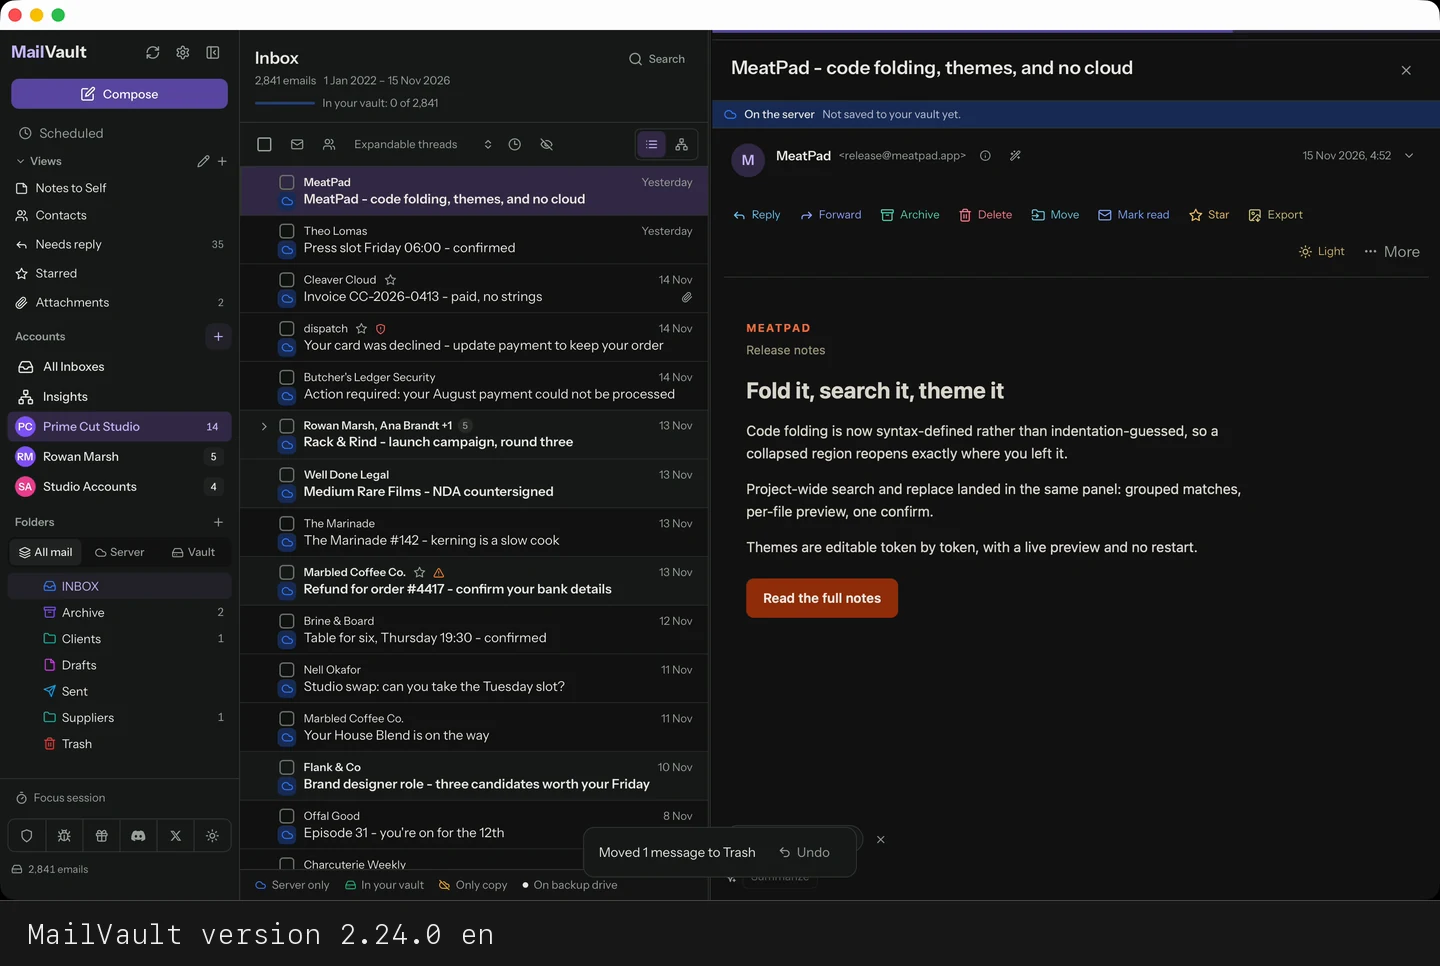 MailVault
Compose
Scheduled
Views
Notes to Self
Contacts
Needs reply 35
Starred
Attachments 2
Accounts
All Inboxes
Insights
PC Prime Cut Studio 14
RM Rowan Marsh 5
SA Studio Accounts 4
Folders
All mail Server Vault
INBOX
Archive 2
Clients 1
Drafts
Sent
Suppliers 1
Trash
Focus session
2,841 emails
Inbox
Search
2,841 emails 1 Jan 2022 – 15 Nov 2026
In your vault: 0 of 2,841
Expandable threads
MeatPad Yesterday
MeatPad - code folding, themes, and no cloud
Theo Lomas Yesterday
Press slot Friday 06:00 - confirmed
Cleaver Cloud 14 Nov
Invoice CC-2026-0413 - paid, no strings
dispatch 14 Nov
Your card was declined - update payment to keep your order
Butcher's Ledger Security 14 Nov
Action required: your August payment could not be processed
Rowan Marsh, Ana Brandt +1 5 13 Nov
Rack & Rind - launch campaign, round three
Well Done Legal 13 Nov
Medium Rare Films - NDA countersigned
The Marinade 13 Nov
The Marinade #142 - kerning is a slow cook
Marbled Coffee Co. 13 Nov
Refund for order #4417 - confirm your bank details
Brine & Board 12 Nov
Table for six, Thursday 19:30 - confirmed
Nell Okafor 11 Nov
Studio swap: can you take the Tuesday slot?
Marbled Coffee Co. 11 Nov
Your House Blend is on the way
Flank & Co 10 Nov
Brand designer role - three candidates worth your Friday
Offal Good 8 Nov
Episode 31 - you're on for the 12th
Charcuterie Weekly
Server only In your vault Only copy On backup drive
MeatPad - code folding, themes, and no cloud
On the server Not saved to your vault yet.
M MeatPad <release@meatpad.app> 15 Nov 2026, 4:52
Reply Forward Archive Delete Move Mark read Star Export
Light More
MEATPAD
Release notes
Fold it, search it, theme it
Code folding is now syntax-defined rather than indentation-guessed, so a
collapsed region reopens exactly where you left it.
Project-wide search and replace landed in the same panel: grouped matches,
per-file preview, one confirm.
Themes are editable token by token, with a live preview and no restart.
Read the full notes
Moved 1 message to Trash Undo
Summarize
MailVault version 2.24.0 en